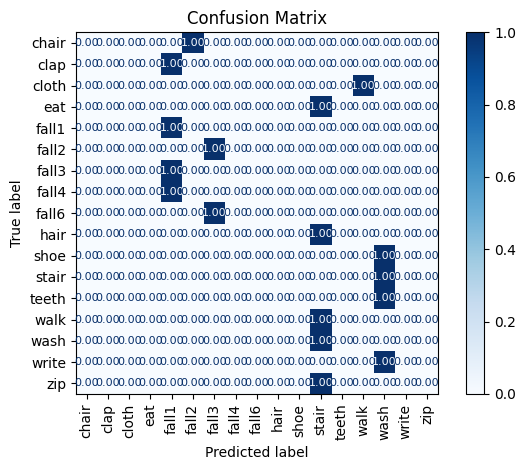 Confusion Matrix
chair 0.00 0.00 0.00 0.00 0.00 1.00 0.00 0.00 0.00 0.00 0.00 0.00 0.00 0.00 0.00 0.00 0.00
clap 0.00 0.00 0.00 0.00 1.00 0.00 0.00 0.00 0.00 0.00 0.00 0.00 0.00 0.00 0.00 0.00 0.00
cloth 0.00 0.00 0.00 0.00 0.00 0.00 0.00 0.00 0.00 0.00 0.00 0.00 0.00 1.00 0.00 0.00 0.00
eat 0.00 0.00 0.00 0.00 0.00 0.00 0.00 0.00 0.00 0.00 0.00 1.00 0.00 0.00 0.00 0.00 0.00
fall1 0.00 0.00 0.00 0.00 1.00 0.00 0.00 0.00 0.00 0.00 0.00 0.00 0.00 0.00 0.00 0.00 0.00
fall2 0.00 0.00 0.00 0.00 0.00 0.00 1.00 0.00 0.00 0.00 0.00 0.00 0.00 0.00 0.00 0.00 0.00
fall3 0.00 0.00 0.00 0.00 1.00 0.00 0.00 0.00 0.00 0.00 0.00 0.00 0.00 0.00 0.00 0.00 0.00
fall4 0.00 0.00 0.00 0.00 1.00 0.00 0.00 0.00 0.00 0.00 0.00 0.00 0.00 0.00 0.00 0.00 0.00
fall6 0.00 0.00 0.00 0.00 0.00 0.00 1.00 0.00 0.00 0.00 0.00 0.00 0.00 0.00 0.00 0.00 0.00
hair 0.00 0.00 0.00 0.00 0.00 0.00 0.00 0.00 0.00 0.00 0.00 1.00 0.00 0.00 0.00 0.00 0.00
shoe 0.00 0.00 0.00 0.00 0.00 0.00 0.00 0.00 0.00 0.00 0.00 0.00 0.00 0.00 1.00 0.00 0.00
stair 0.00 0.00 0.00 0.00 0.00 0.00 0.00 0.00 0.00 0.00 0.00 0.00 0.00 0.00 1.00 0.00 0.00
teeth 0.00 0.00 0.00 0.00 0.00 0.00 0.00 0.00 0.00 0.00 0.00 0.00 0.00 0.00 1.00 0.00 0.00
walk 0.00 0.00 0.00 0.00 0.00 0.00 0.00 0.00 0.00 0.00 0.00 1.00 0.00 0.00 0.00 0.00 0.00
wash 0.00 0.00 0.00 0.00 0.00 0.00 0.00 0.00 0.00 0.00 0.00 1.00 0.00 0.00 0.00 0.00 0.00
write 0.00 0.00 0.00 0.00 0.00 0.00 0.00 0.00 0.00 0.00 0.00 0.00 0.00 0.00 1.00 0.00 0.00
zip 0.00 0.00 0.00 0.00 0.00 0.00 0.00 0.00 0.00 0.00 0.00 1.00 0.00 0.00 0.00 0.00 0.00
True label
chair clap cloth eat fall1 fall2 fall3 fall4 fall6 hair shoe stair teeth walk wash write zip
Predicted label
1.0
0.8
0.6
0.4
0.2
0.0